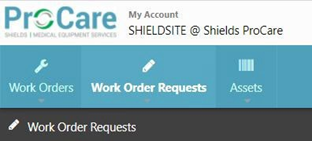 ProCare
SHIELDS | MEDICAL EQUIPMENT SERVICES
My Account
SHIELDSITE @ Shields ProCare
Work Orders
Work Order Requests
Assets
Work Order Requests